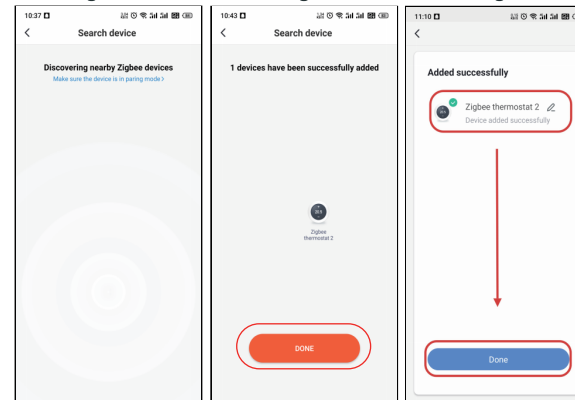 10:37
Search device
Discovering nearby Zigbee devices
Make sure the device is in paring mode >
10:43
Search device
1 devices have been successfully added
Zigbee
thermostat 2
DONE
11:10
Added successfully
Zigbee thermostat 2
Device added successfully
Done